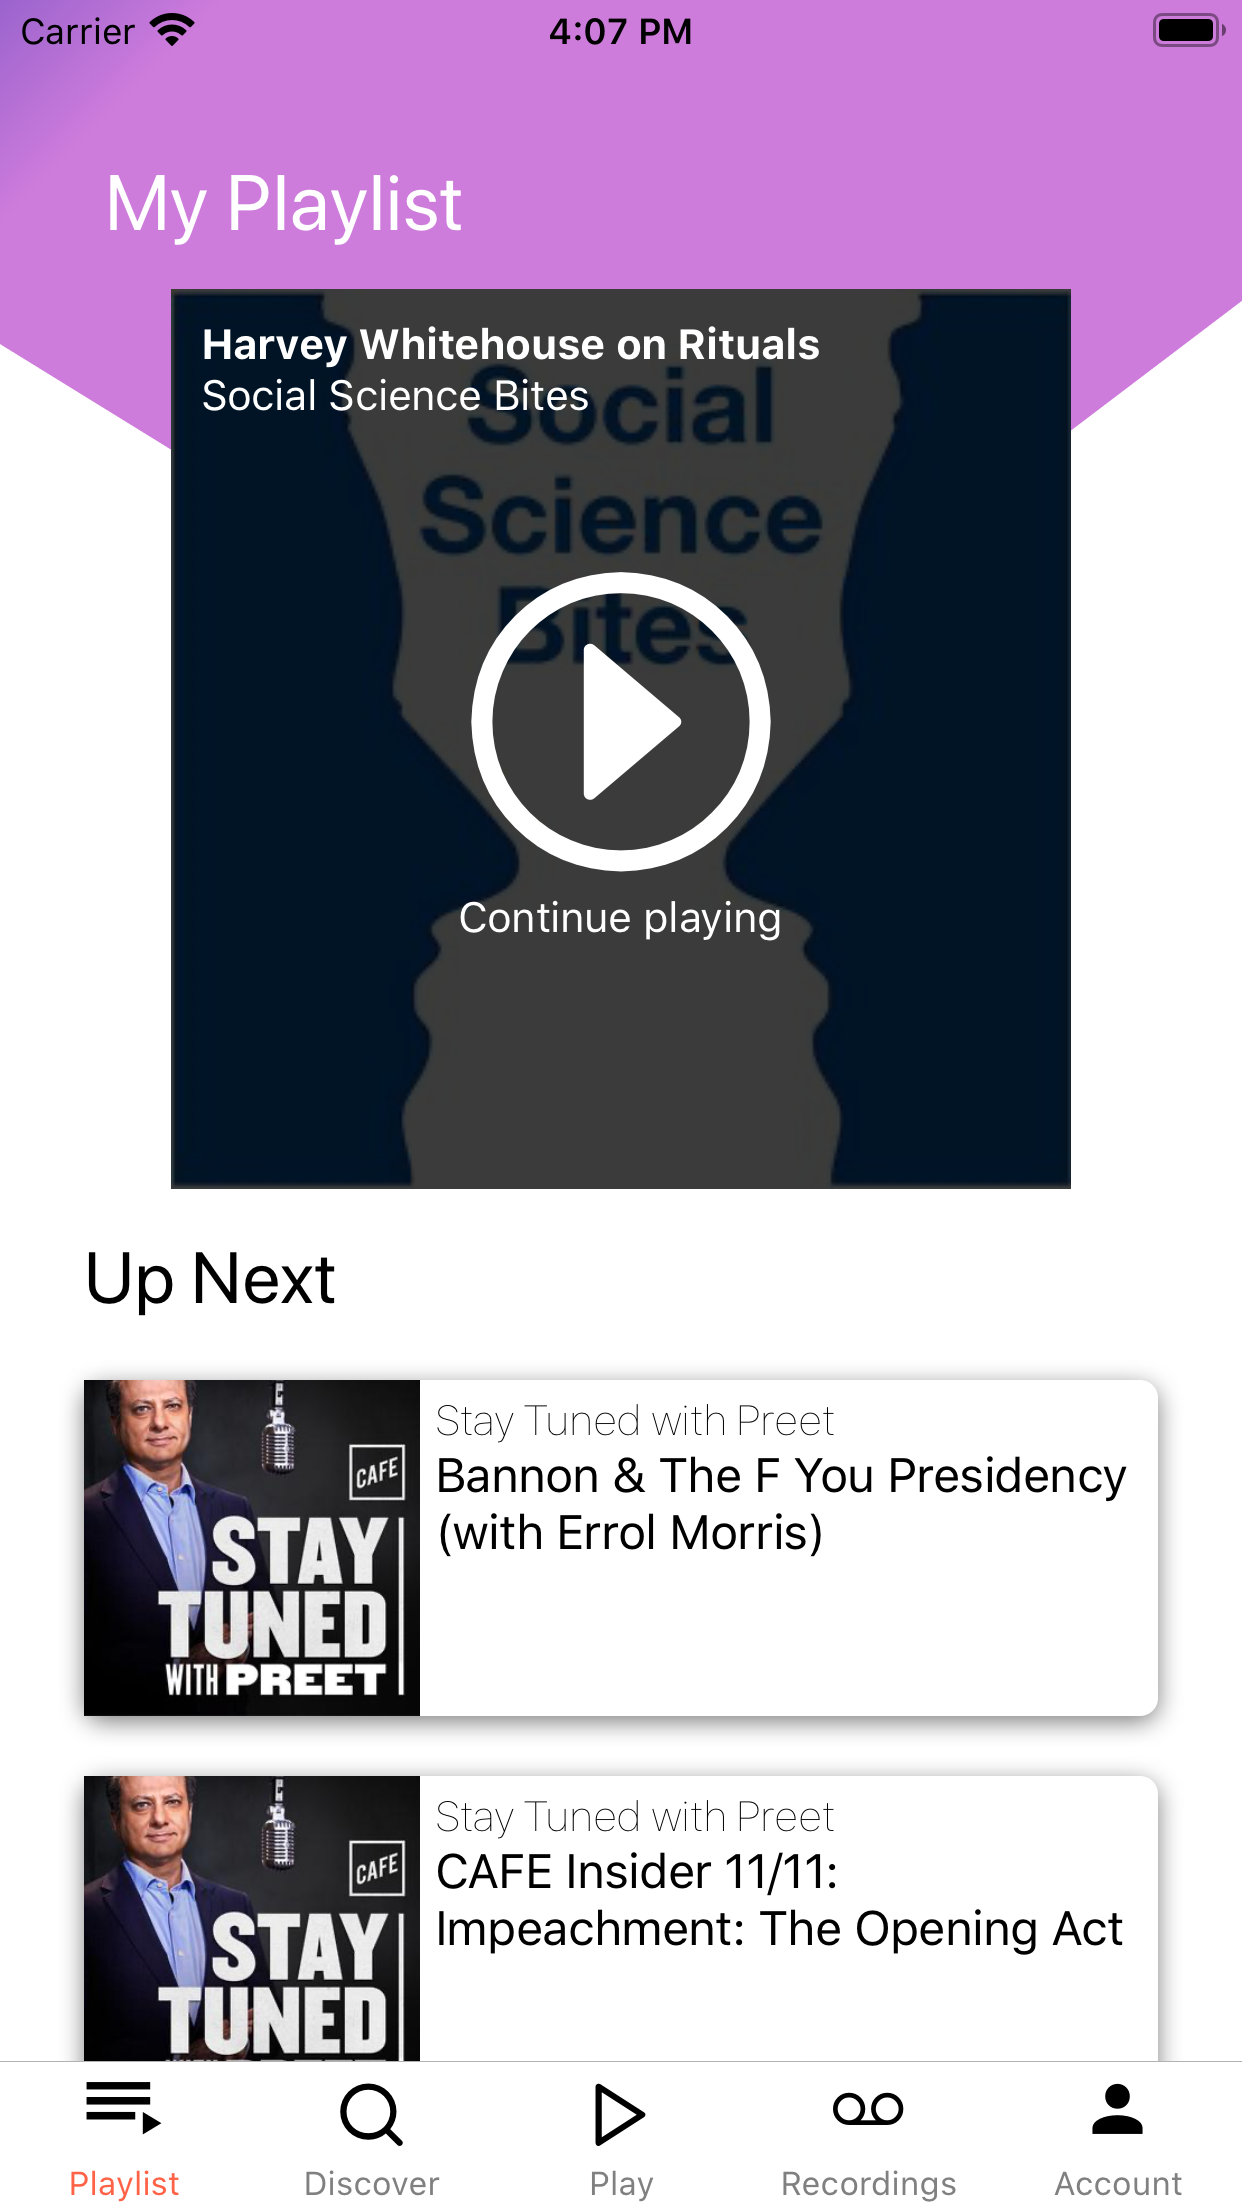 Carrier 4:07 PM
My Playlist
Harvey Whitehouse on Rituals
Social Science Bites
Social
Science
Bites
Continue playing
Up Next
Stay Tuned with Preet
Bannon & The F You Presidency
(with Errol Morris)
CAFE
STAY
TUNED
WITH PREET
Stay Tuned with Preet
CAFE Insider 11/11:
Impeachment: The Opening Act
CAFE
STAY
TUNED
Playlist Discover Play Recordings Account